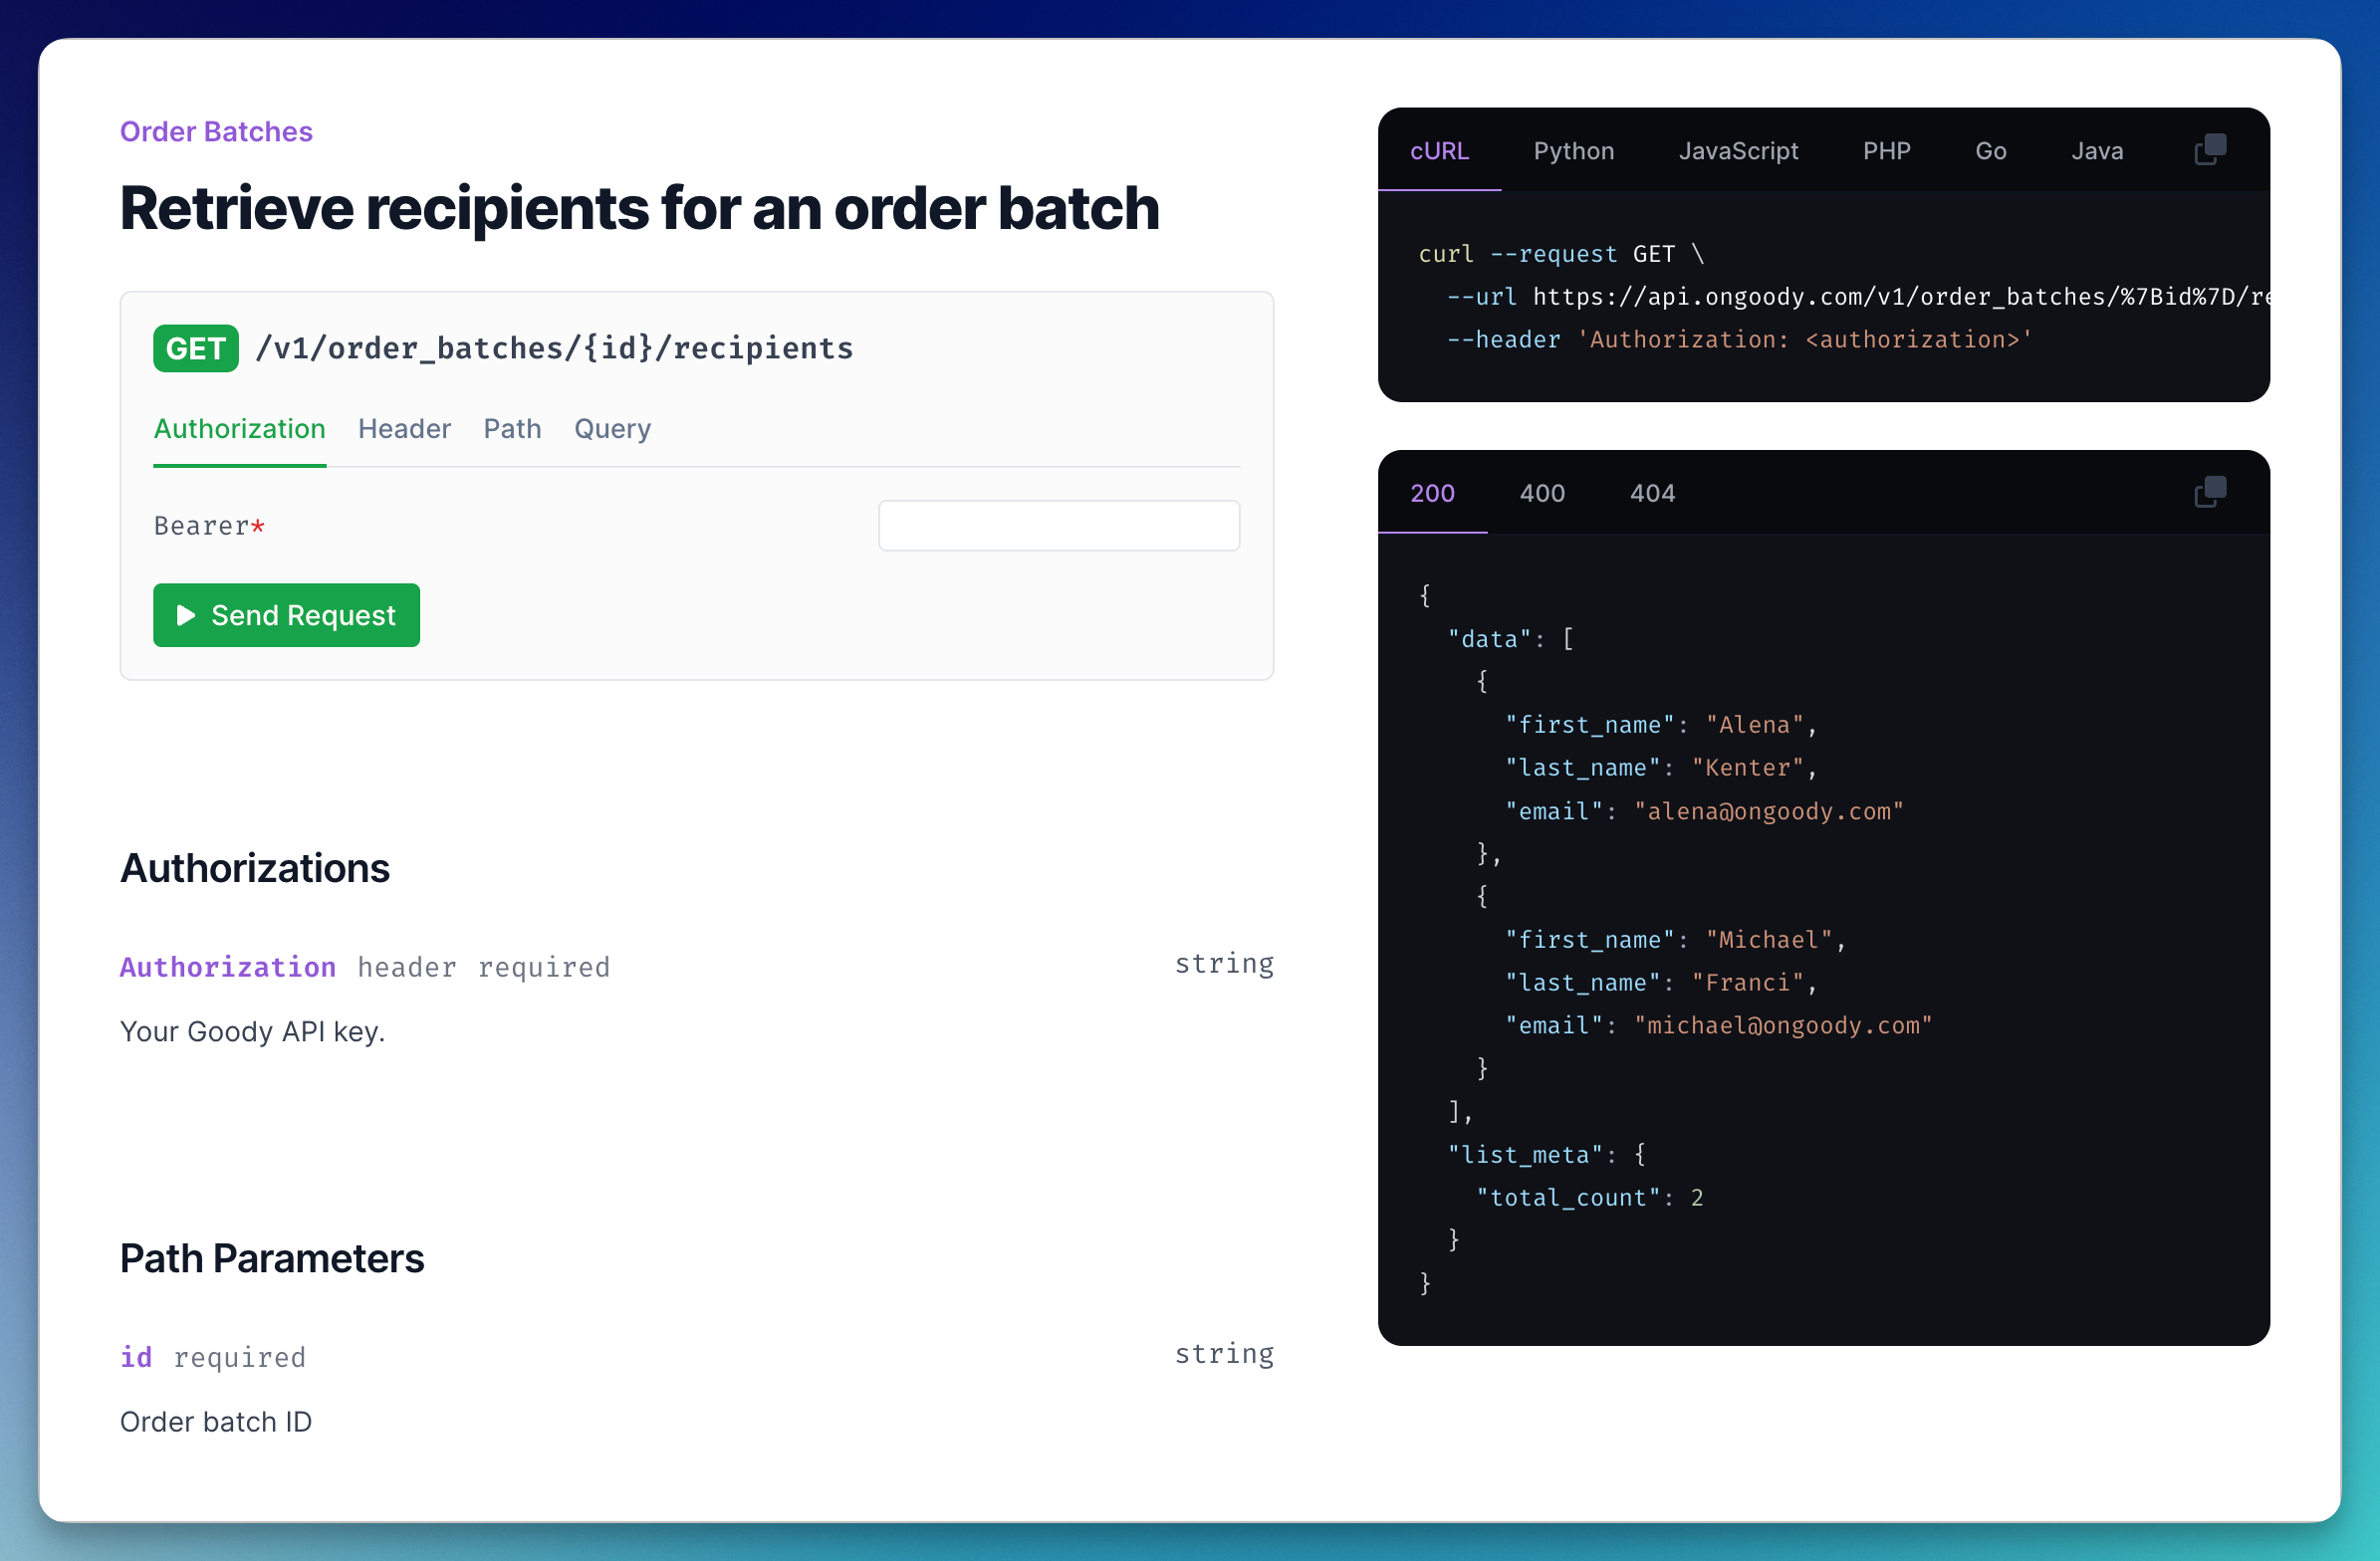 Order Batches
Retrieve recipients for an order batch
GET /v1/order_batches/{id}/recipients
Authorization Header Path Query
Bearer*
Send Request
Authorizations
Authorization header required string
Your Goody API key.
Path Parameters
id required string
Order batch ID
cURL Python JavaScript PHP Go Java
curl --request GET \
  --url https://api.ongoody.com/v1/order_batches/%7Bid%7D/re
  --header 'Authorization: <authorization>'
200 400 404
{
  "data": [
    {
      "first_name": "Alena",
      "last_name": "Kenter",
      "email": "alena@ongoody.com"
    },
    {
      "first_name": "Michael",
      "last_name": "Franci",
      "email": "michael@ongoody.com"
    }
  ],
  "list_meta": {
    "total_count": 2
  }
}